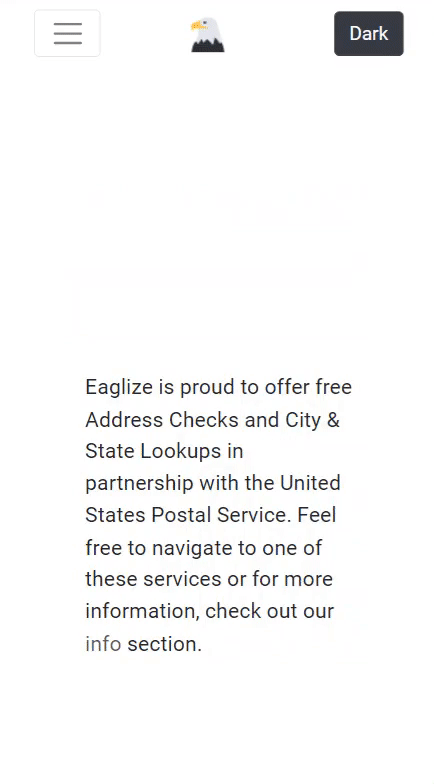 Dark
Eaglize is proud to offer free
Address Checks and City &
State Lookups in
partnership with the United
States Postal Service. Feel
free to navigate to one of
these services or for more
information, check out our
info section.